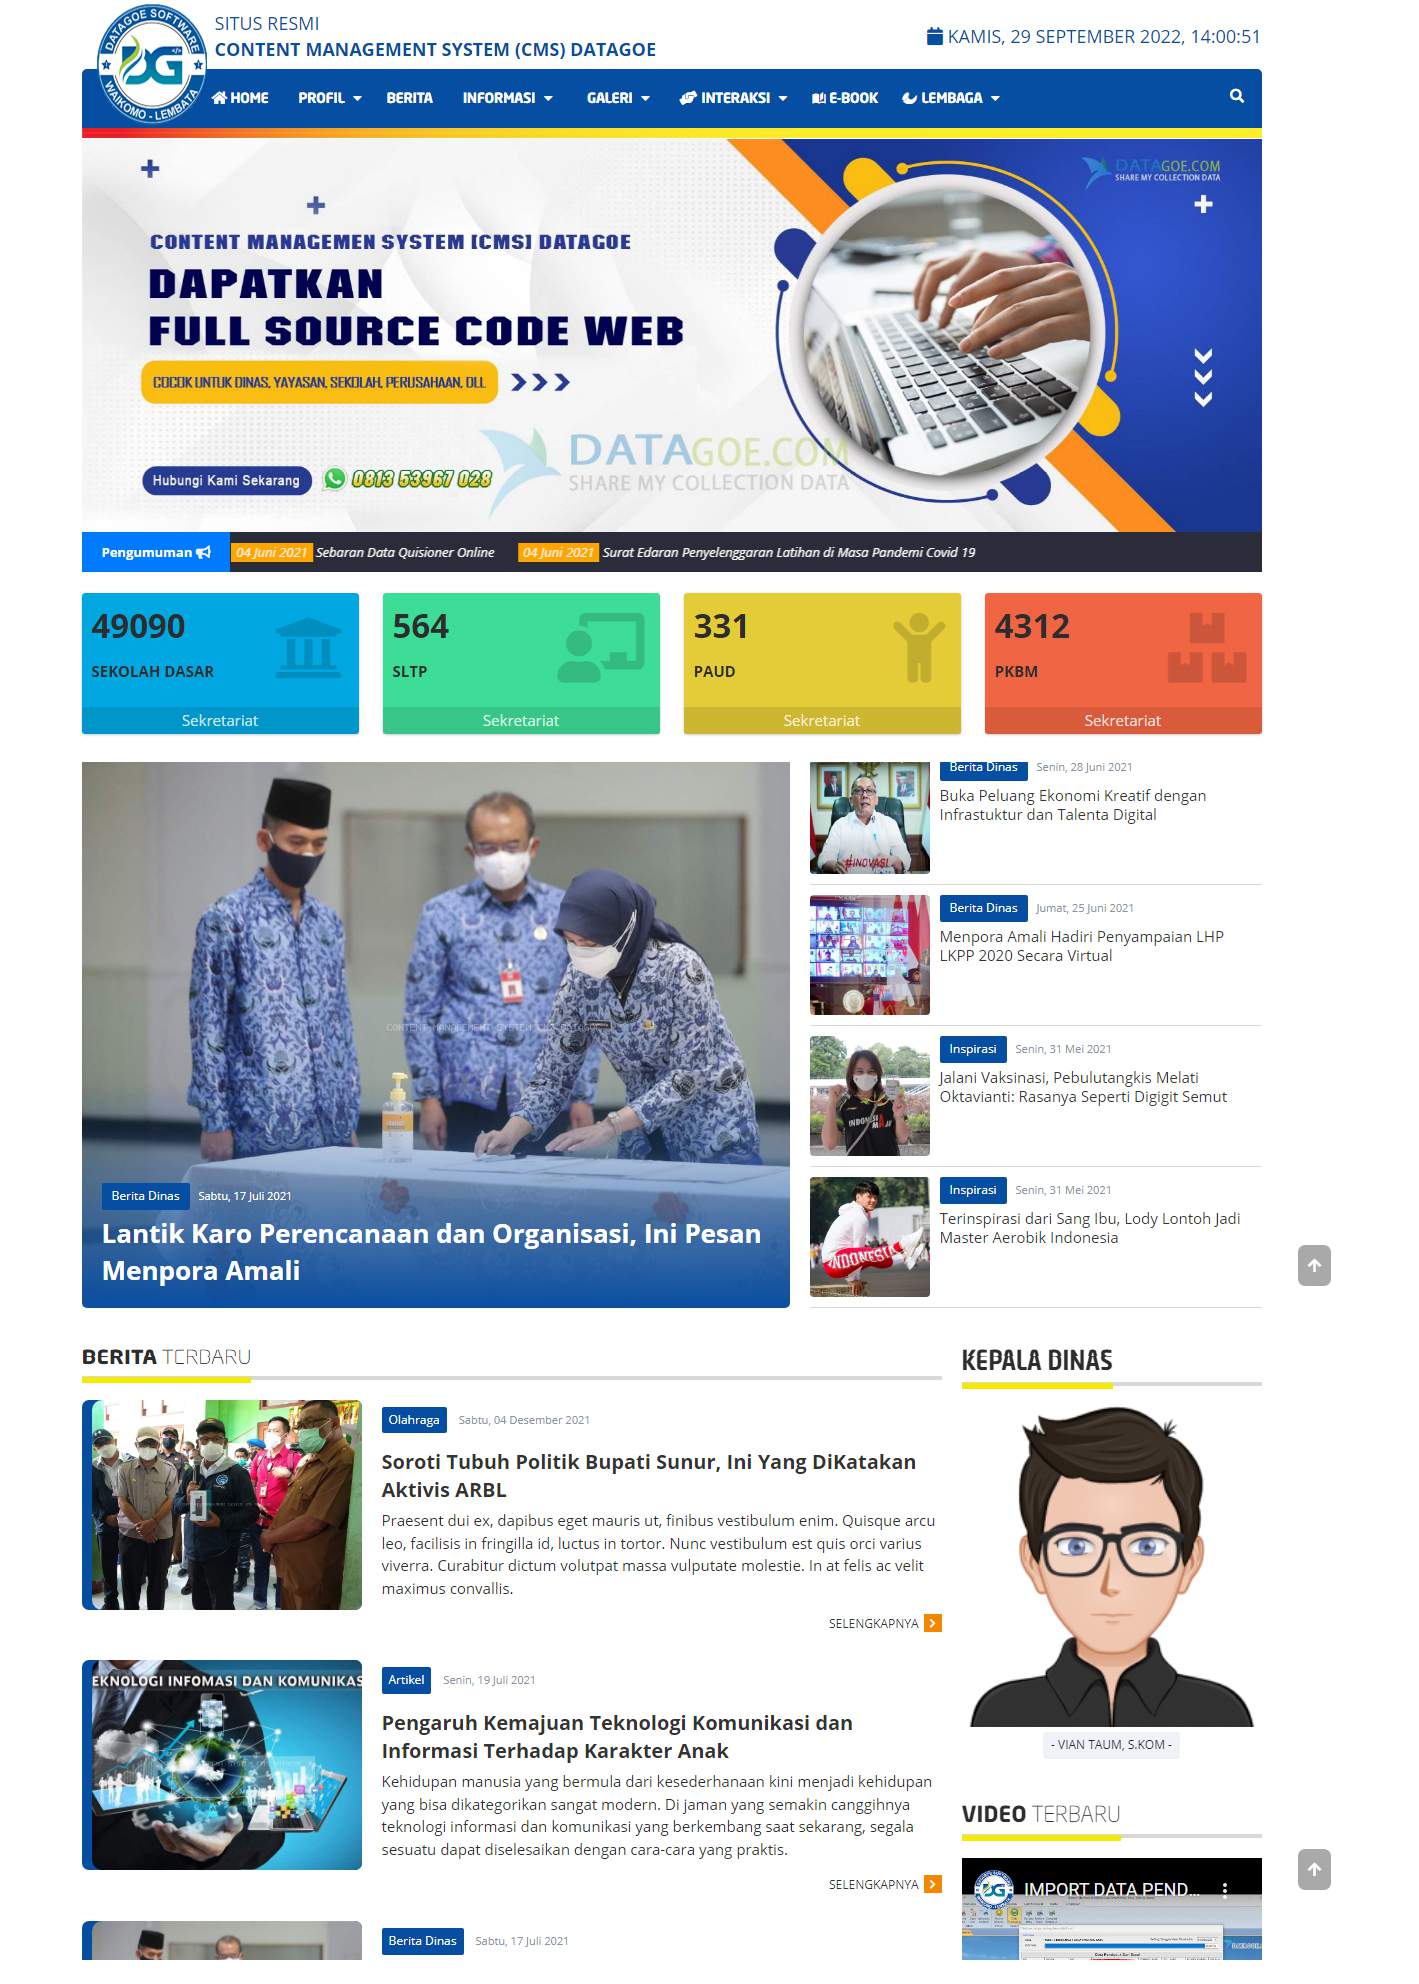 DATAGOE SOFTWARE
WAIKOMO - LEMBATA
SITUS RESMI
CONTENT MANAGEMENT SYSTEM (CMS) DATAGOE
KAMIS, 29 SEPTEMBER 2022, 14:00:51
HOME PROFIL BERITA INFORMASI GALERI INTERAKSI E-BOOK LEMBAGA
DATAGOE.COM
SHARE MY COLLECTION DATA
CONTENT MANAGEMEN SYSTEM [CMS] DATAGOE
DAPATKAN
FULL SOURCE CODE WEB
COCOK UNTUK DINAS, YAYASAN, SEKOLAH, PERUSAHAAN, DLL
DATAGOE.COM
SHARE MY COLLECTION DATA
Hubungi Kami Sekarang 0813 53967 028
Pengumuman 04 Juni 2021 Sebaran Data Quisioner Online 04 Juni 2021 Surat Edaran Penyelenggaran Latihan di Masa Pandemi Covid 19
49090
SEKOLAH DASAR
Sekretariat
564
SLTP
Sekretariat
331
PAUD
Sekretariat
4312
PKBM
Sekretariat
CONTENT MANAGEMENT SYSTEM CMS DATAGOE
Berita Dinas Sabtu, 17 Juli 2021
Lantik Karo Perencanaan dan Organisasi, Ini Pesan
Menpora Amali
Berita Dinas Senin, 28 Juni 2021
Buka Peluang Ekonomi Kreatif dengan
Infrastuktur dan Talenta Digital
#INOVASI
Berita Dinas Jumat, 25 Juni 2021
Menpora Amali Hadiri Penyampaian LHP
LKPP 2020 Secara Virtual
Inspirasi Senin, 31 Mei 2021
Jalani Vaksinasi, Pebulutangkis Melati
Oktavianti: Rasanya Seperti Digigit Semut
Inspirasi Senin, 31 Mei 2021
Terinspirasi dari Sang Ibu, Lody Lontoh Jadi
Master Aerobik Indonesia
INDONESIA
BERITA TERBARU
Olahraga Sabtu, 04 Desember 2021
Soroti Tubuh Politik Bupati Sunur, Ini Yang DiKatakan
Aktivis ARBL
Praesent dui ex, dapibus eget mauris ut, finibus vestibulum enim. Quisque arcu
leo, facilisis in fringilla id, luctus in tortor. Nunc vestibulum est quis orci varius
viverra. Curabitur dictum volutpat massa vulputate molestie. In at felis ac velit
maximus convallis.
SELENGKAPNYA
EKNOLOGI INFOMASI DAN KOMUNIKAS
Artikel Senin, 19 Juli 2021
Pengaruh Kemajuan Teknologi Komunikasi dan
Informasi Terhadap Karakter Anak
Kehidupan manusia yang bermula dari kesederhanaan kini menjadi kehidupan
yang bisa dikategorikan sangat modern. Di jaman yang semakin canggihnya
teknologi informasi dan komunikasi yang berkembang saat sekarang, segala
sesuatu dapat diselesaikan dengan cara-cara yang praktis.
SELENGKAPNYA
Berita Dinas Sabtu, 17 Juli 2021
KEPALA DINAS
- VIAN TAUM, S.KOM -
VIDEO TERBARU
IMPORT DATA PEND...